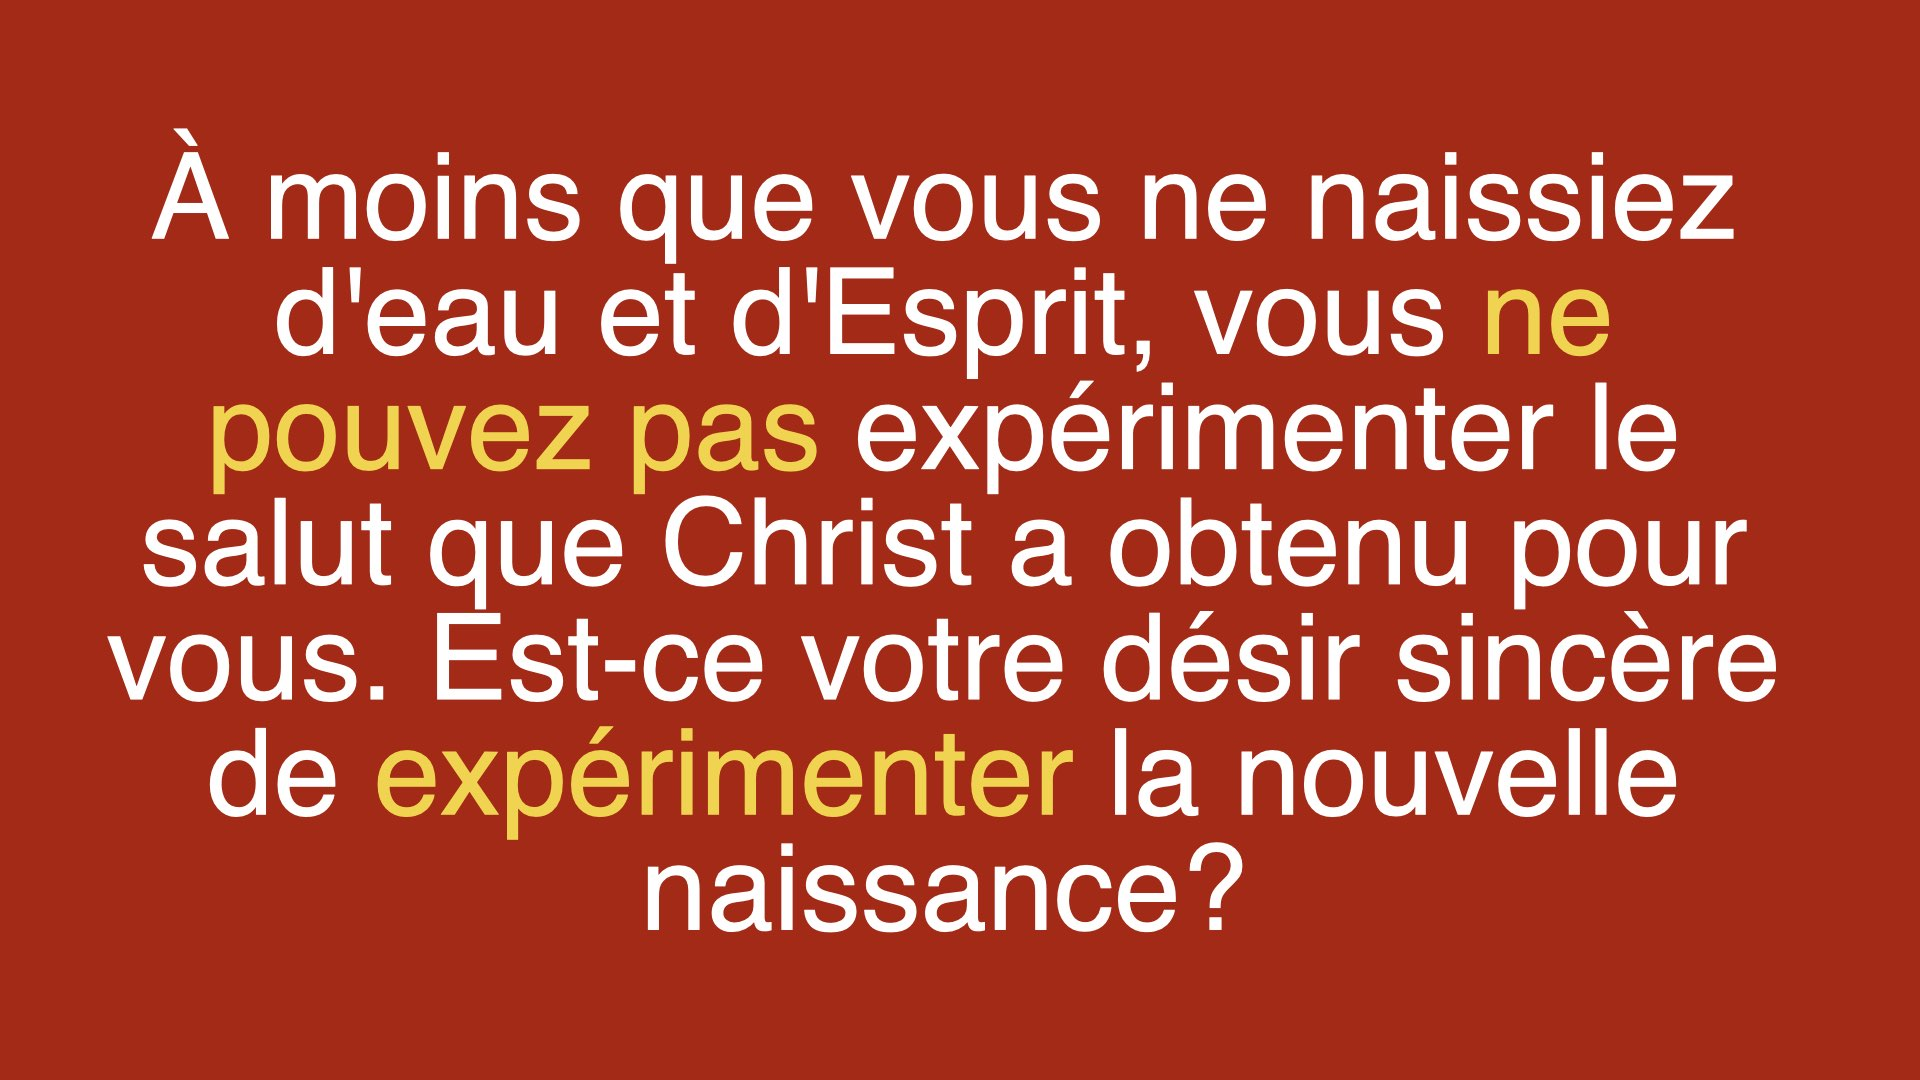 À moins que vous ne naissiez
d'eau et d'Esprit, vous ne
pouvez pas expérimenter le
salut que Christ a obtenu pour
vous. Est-ce votre désir sincère
de expérimenter la nouvelle
naissance?